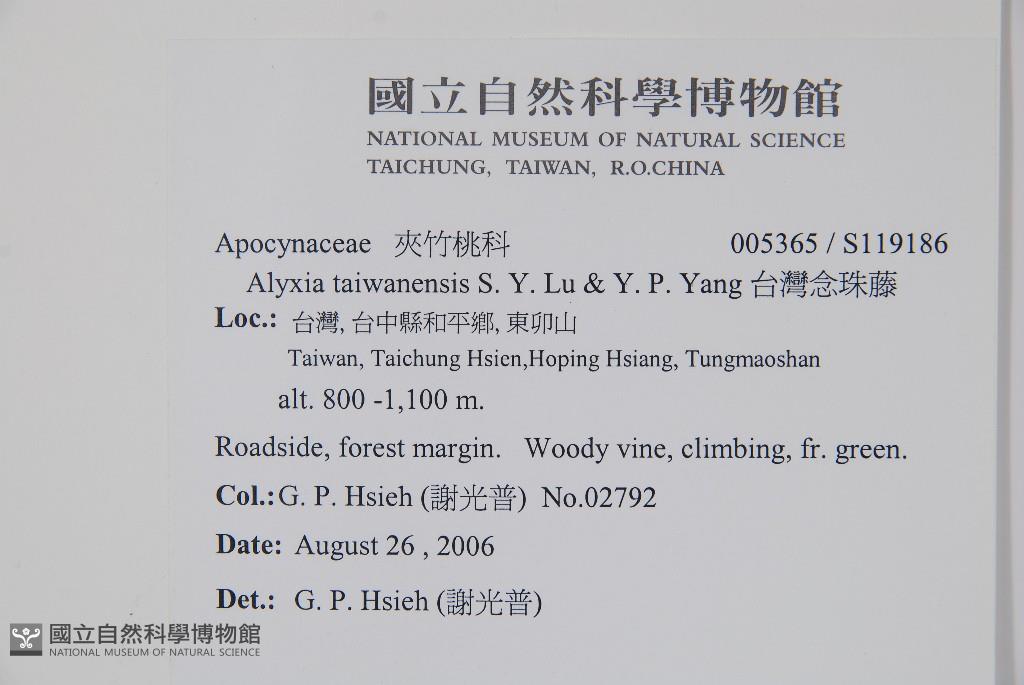 國立自然科學博物館
NATIONAL MUSEUM OF NATURAL SCIENCE
TAICHUNG, TAIWAN, R.O.CHINA
Apocynaceae 夾竹桃科 005365 / S119186
Alyxia taiwanensis S. Y. Lu & Y. P. Yang 台灣念珠藤
Loc.: 台灣, 台中縣和平鄉, 東卯山
Taiwan, Taichung Hsien,Hoping Hsiang, Tungmaoshan
alt. 800 -1,100 m.
Roadside, forest margin. Woody vine, climbing, fr. green.
Col.: G. P. Hsieh (謝光普) No.02792
Date: August 26 , 2006
Det.: G. P. Hsieh (謝光普)
國立自然科學博物館
NATIONAL MUSEUM OF NATURAL SCIENCE